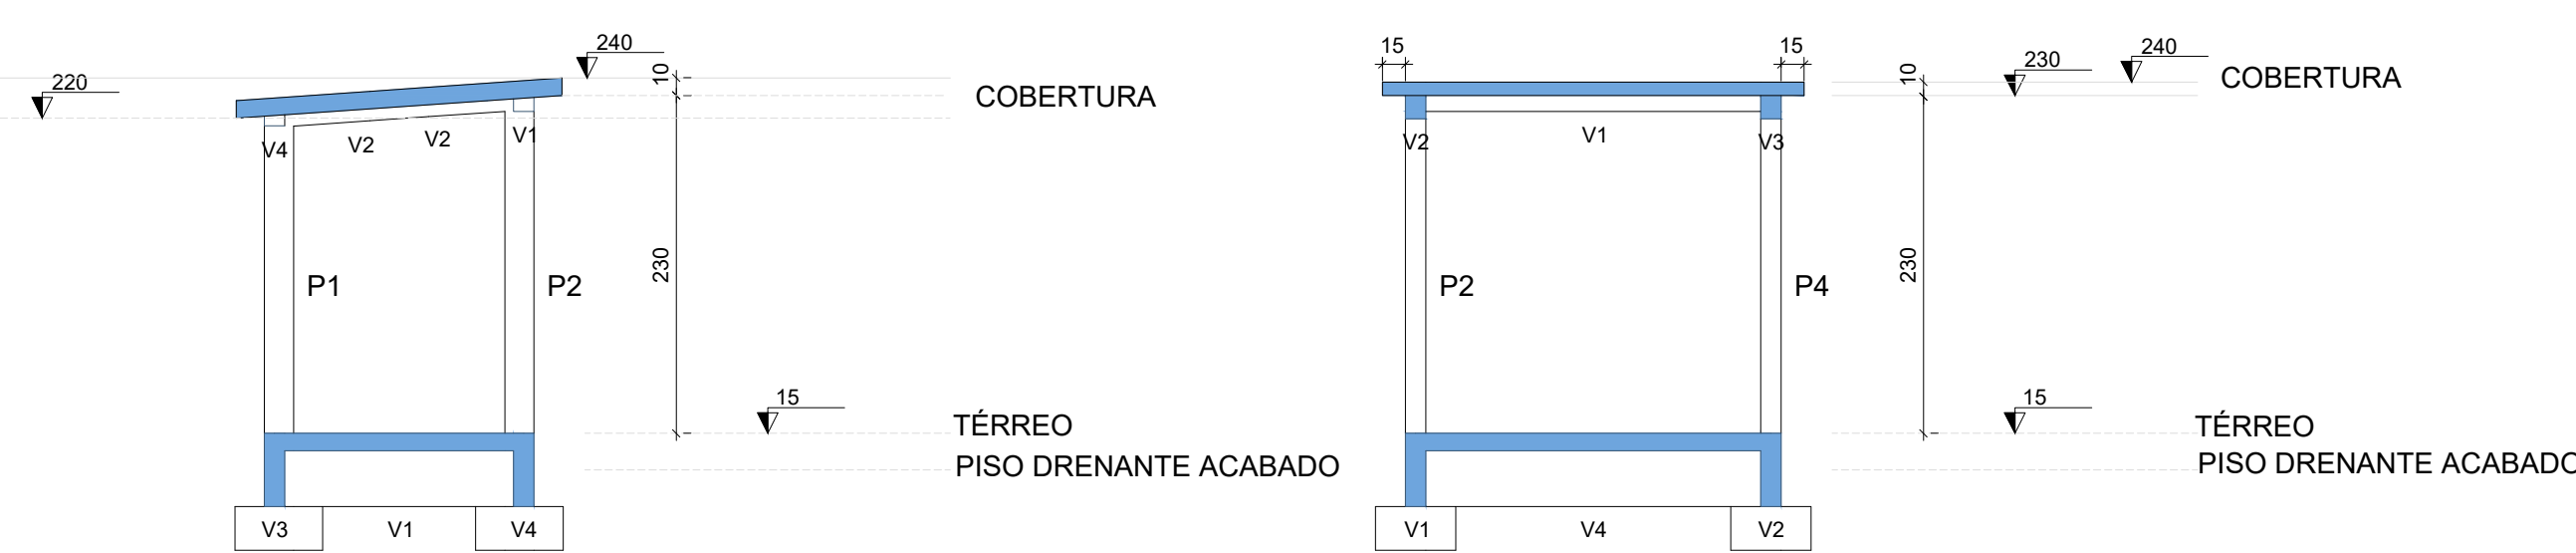 240
10
220
COBERTURA
V4
V2
V2
V1
230
P1
P2
15
TÉRREO
PISO DRENANTE ACABADO
V3
V1
V4
15
15
230
240
10
COBERTURA
V2
V1
V3
230
P2
P4
15
TÉRREO
PISO DRENANTE ACABADO
V1
V4
V2